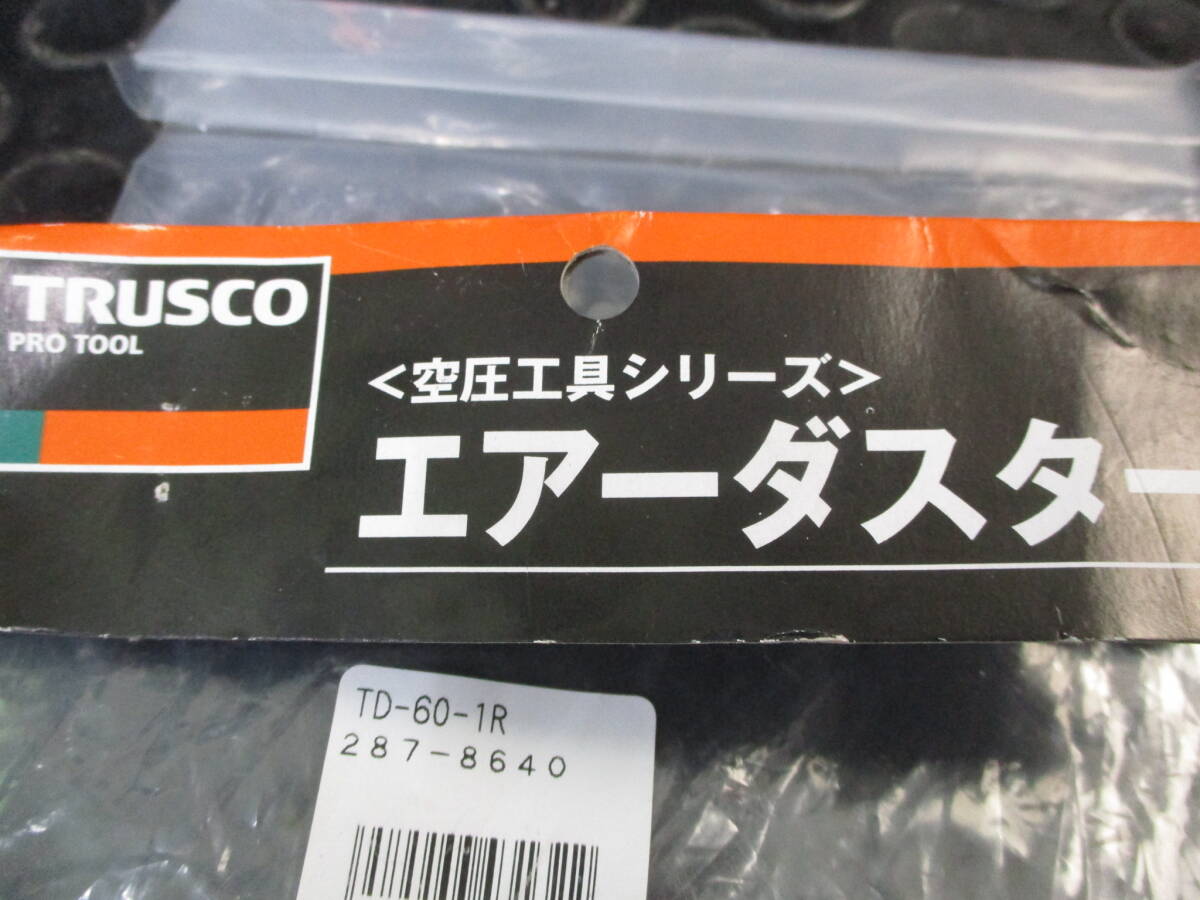 TRUSCO
PRO TOOL
<空圧工具シリーズ>
エアーダスター
TD-60-1R
287-8640